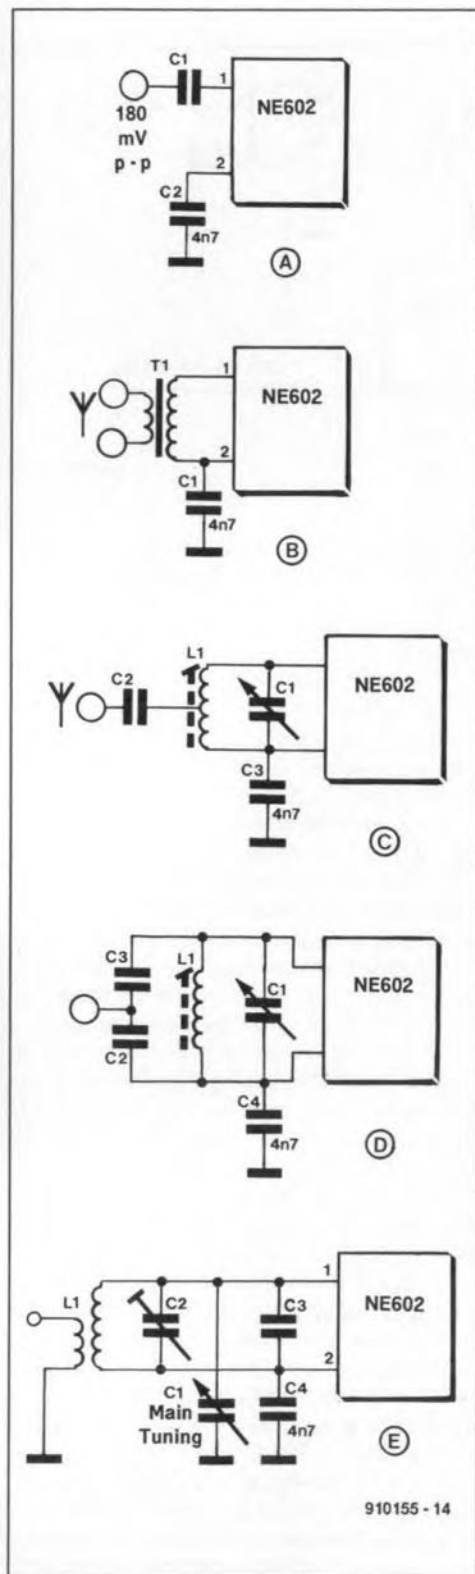 C1
1
180
mV
p - p
NE602
2
C2
4n7
A
T1
1
NE602
2
C1
4n7
B
L1
C2
C1
NE602
C3
4n7
C
C3
L1
C1
NE602
C2
C4
4n7
D
1
L1
C2
C3
NE602
2
C1
Main
Tuning
C4
4n7
E
910155 - 14